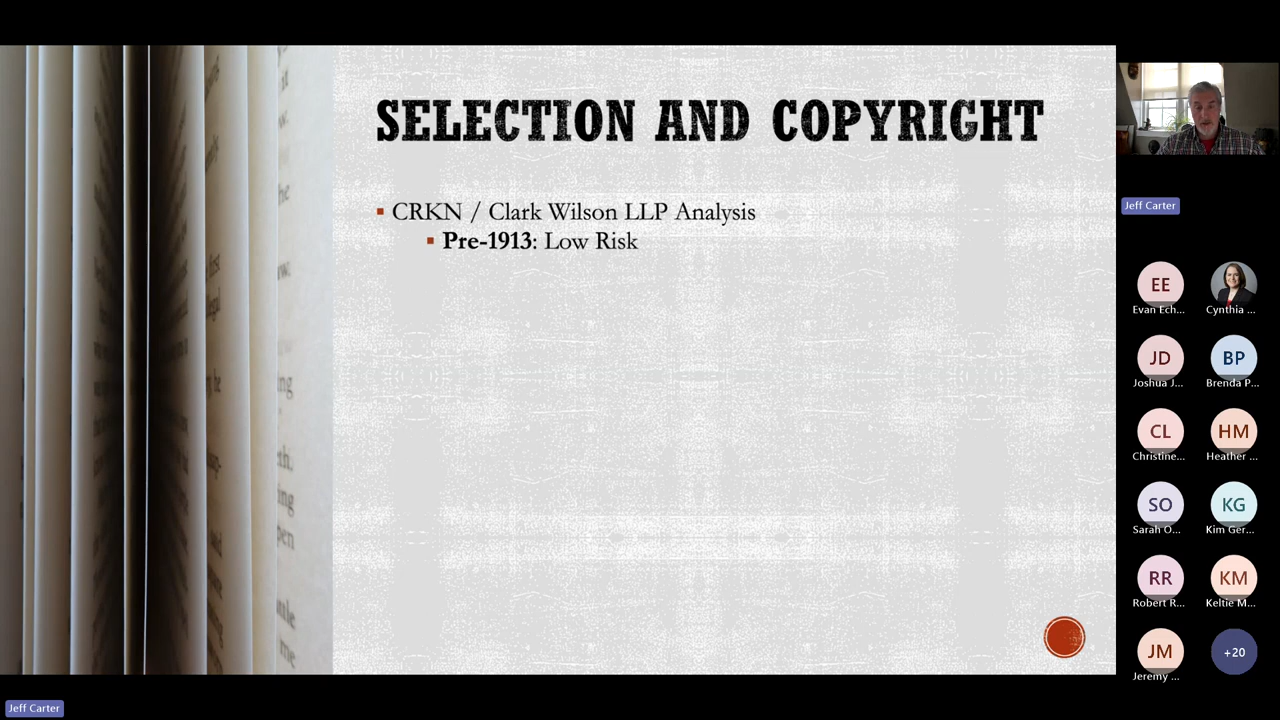 SELECTION AND COPYRIGHT
▪ CRKN / Clark Wilson LLP Analysis
▪ Pre-1913: Low Risk
Jeff Carter
EE
Evan Ech...
Cynthia ...
JD
Joshua J...
BP
Brenda P...
CL
Christine...
HM
Heather ...
SO
Sarah O...
KG
Kim Ger...
RR
Robert R...
KM
Keltie M...
JM
Jeremy ...
+20
Jeff Carter